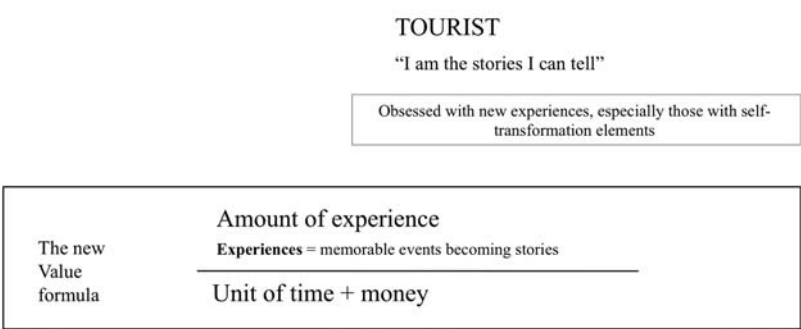 TOURIST
“I am the stories I can tell”
Obsessed with new experiences, especially those with self-
transformation elements
The new
Value
formula
Amount of experience
Experiences = memorable events becoming stories
Unit of time + money